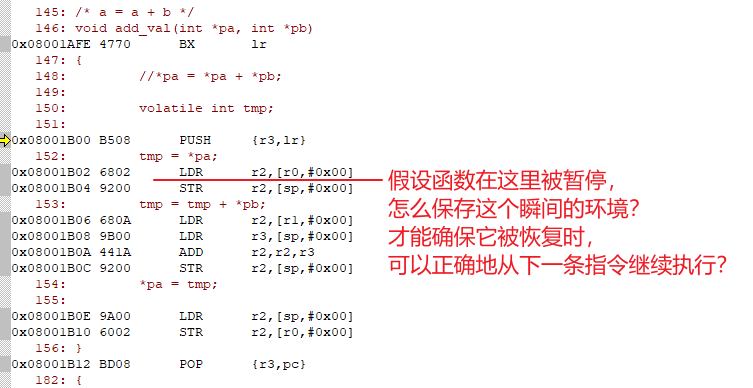 145: /* a = a + b */
146: void add_val(int *pa, int *pb)
0x08001AFE 4770 BX lr
147: {
148: //*pa = *pa + *pb;
149:
150: volatile int tmp;
151:
0x08001B00 B508 PUSH {r3,lr}
152: tmp = *pa;
0x08001B02 6802 LDR r2,[r0,#0x00]
0x08001B04 9200 STR r2,[sp,#0x00]
153: tmp = tmp + *pb;
0x08001B06 680A LDR r2,[r1,#0x00]
0x08001B08 9B00 LDR r3,[sp,#0x00]
0x08001B0A 441A ADD r2,r2,r3
0x08001B0C 9200 STR r2,[sp,#0x00]
154: *pa = tmp;
155:
0x08001B0E 9A00 LDR r2,[sp,#0x00]
0x08001B10 6002 STR r2,[r0,#0x00]
156: }
0x08001B12 BD08 POP {r3,pc}
182: {
假设函数在这里被暂停，
怎么保存这个瞬间的环境？
才能确保它被恢复时，
可以正确地从下一条指令继续执行？